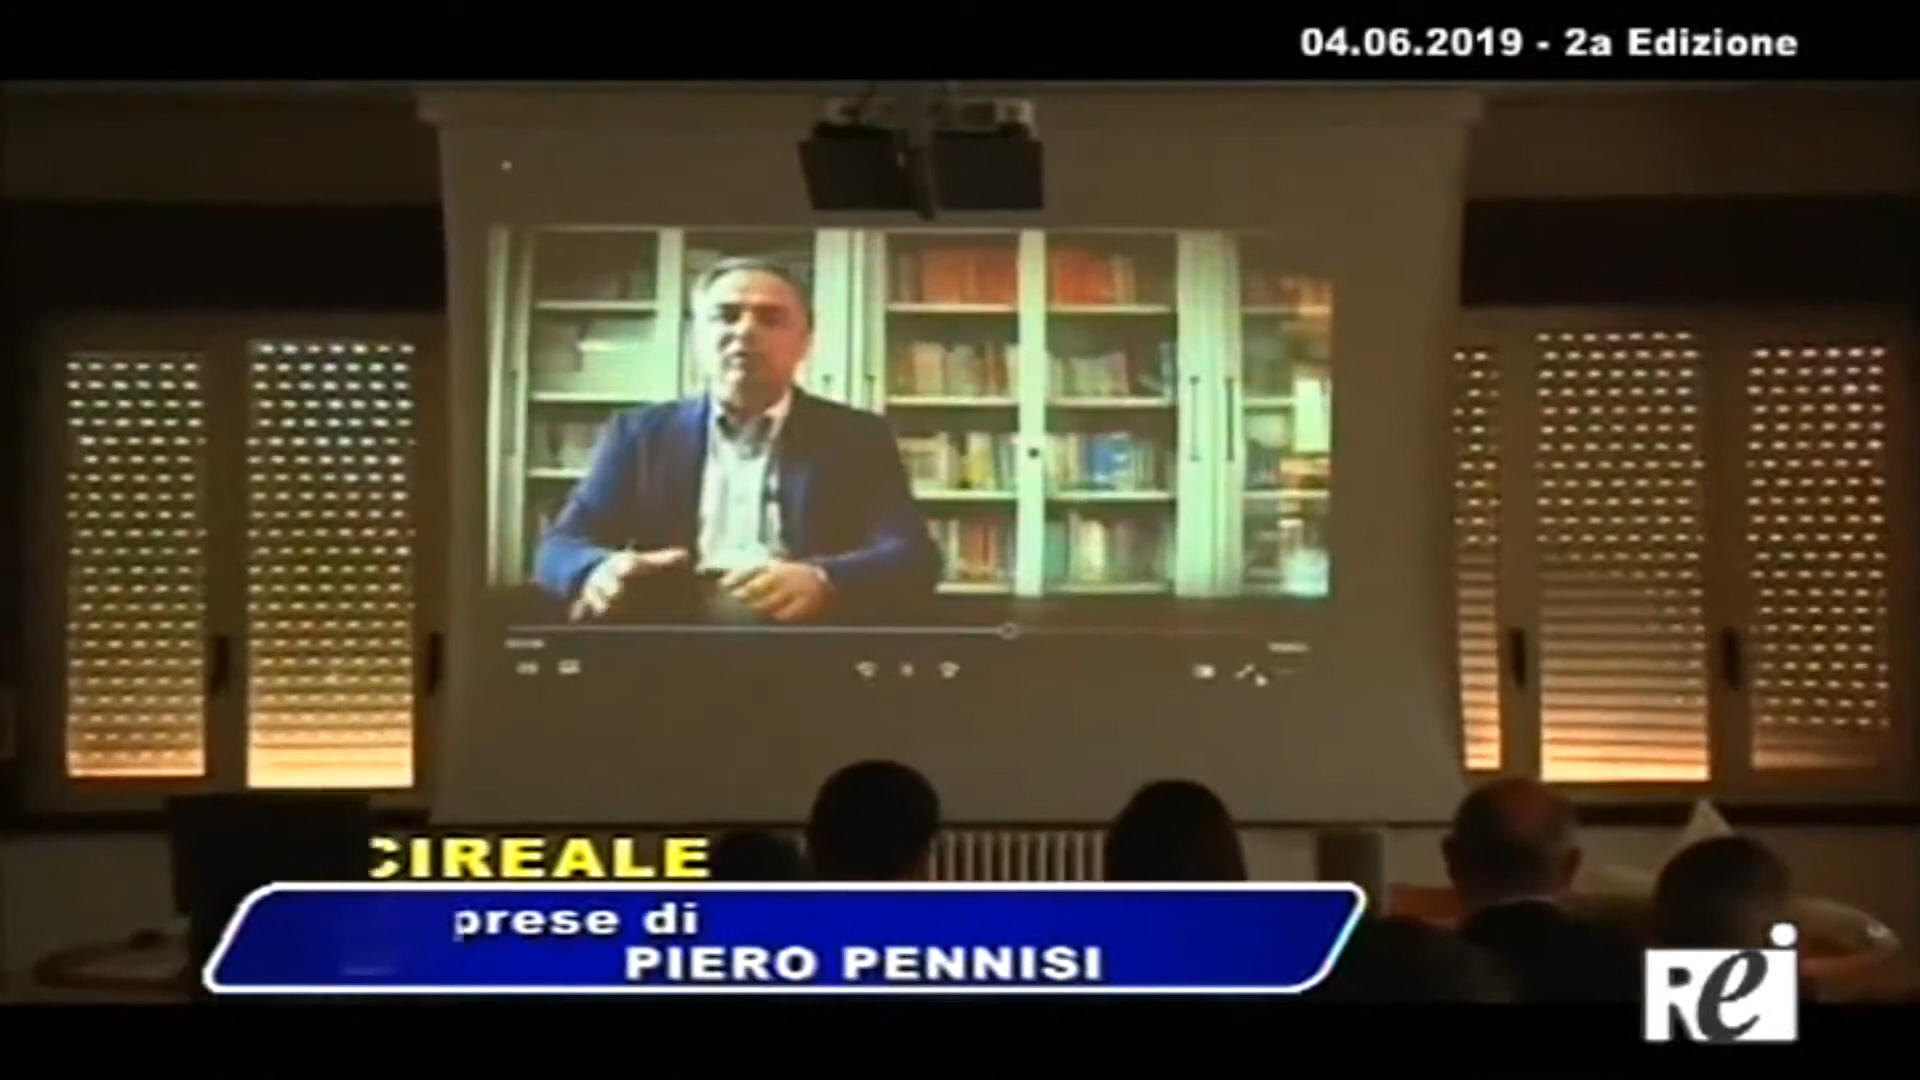 04.06.2019 - 2a Edizione
CIREALE
prese di
PIERO PENNISI
Rei